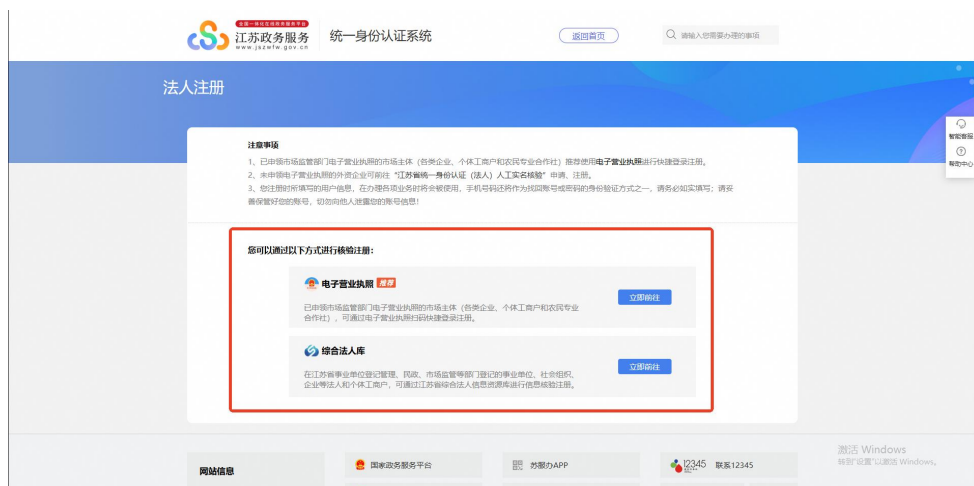 全国一体化在线政务服务平台
江苏政务服务
www.jszwfw.gov.cn
统一身份认证系统
返回首页
请输入您需要办理的事项
法人注册
智能客服
帮助中心
注意事项
1、已申领市场监管部门电子营业执照的市场主体（各类企业、个体工商户和农民专业合作社）推荐使用电子营业执照进行快捷登录注册。
2、未申领电子营业执照的外资企业可前往“江苏省统一身份认证（法人）人工实名核验”申请、注册。
3、您注册时所填写的用户信息，在办理各项业务时将会被使用，手机号码还将作为找回账号或密码的身份验证方式之一，请务必如实填写；请妥
善保管好您的账号，切勿向他人泄露您的账号信息！
您可以通过以下方式进行核验注册：
电子营业执照 推荐
已申领市场监管部门电子营业执照的市场主体（各类企业、个体工商户和农民专业
合作社），可通过电子营业执照扫码快捷登录注册。
立即前往
综合法人库
在江苏省事业单位登记管理、民政、市场监管等部门登记的事业单位、社会组织、
企业等法人和个体工商户，可通过江苏省综合法人信息资源库进行信息核验注册。
立即前往
网站信息
国家政务服务平台
苏服办APP
12345 联系12345
激活 Windows
转到“设置”以激活 Windows。